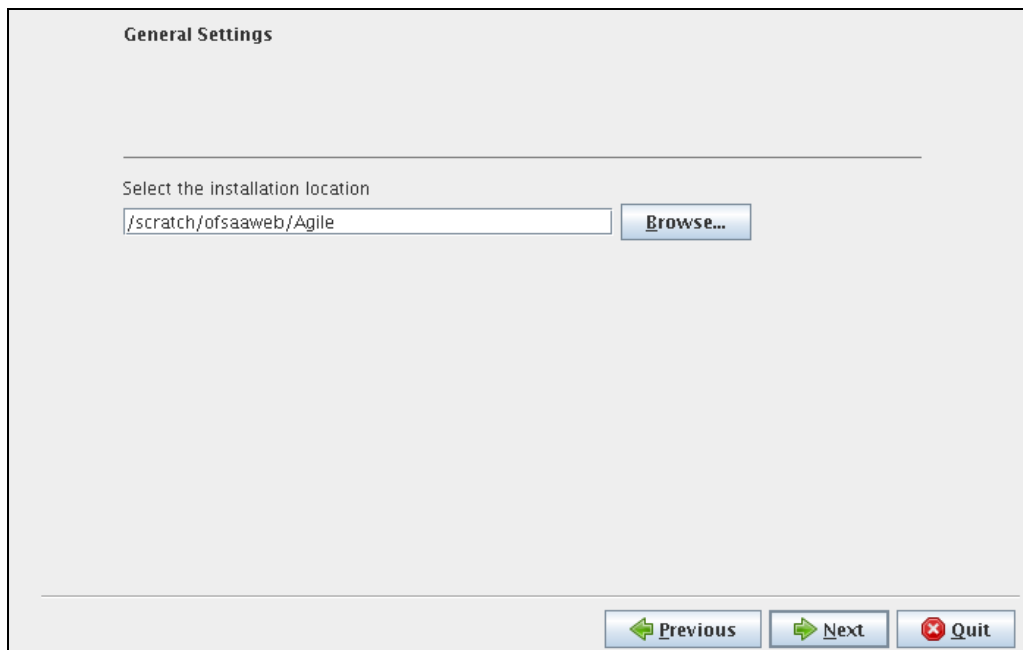 General Settings
Select the installation location
/scratch/ofsaaweb/Agile
Browse...
Previous
Next
Quit